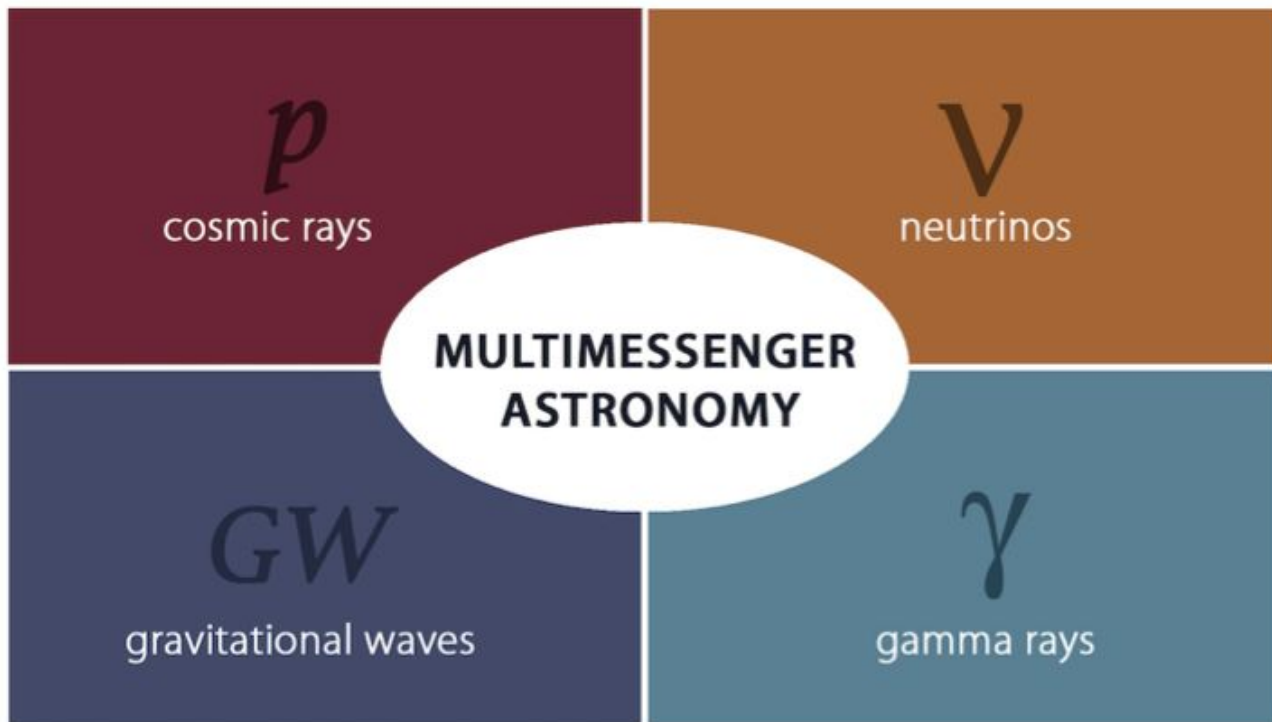 p
cosmic rays
ν
neutrinos
MULTIMESSENGER
ASTRONOMY
GW
gravitational waves
γ
gamma rays